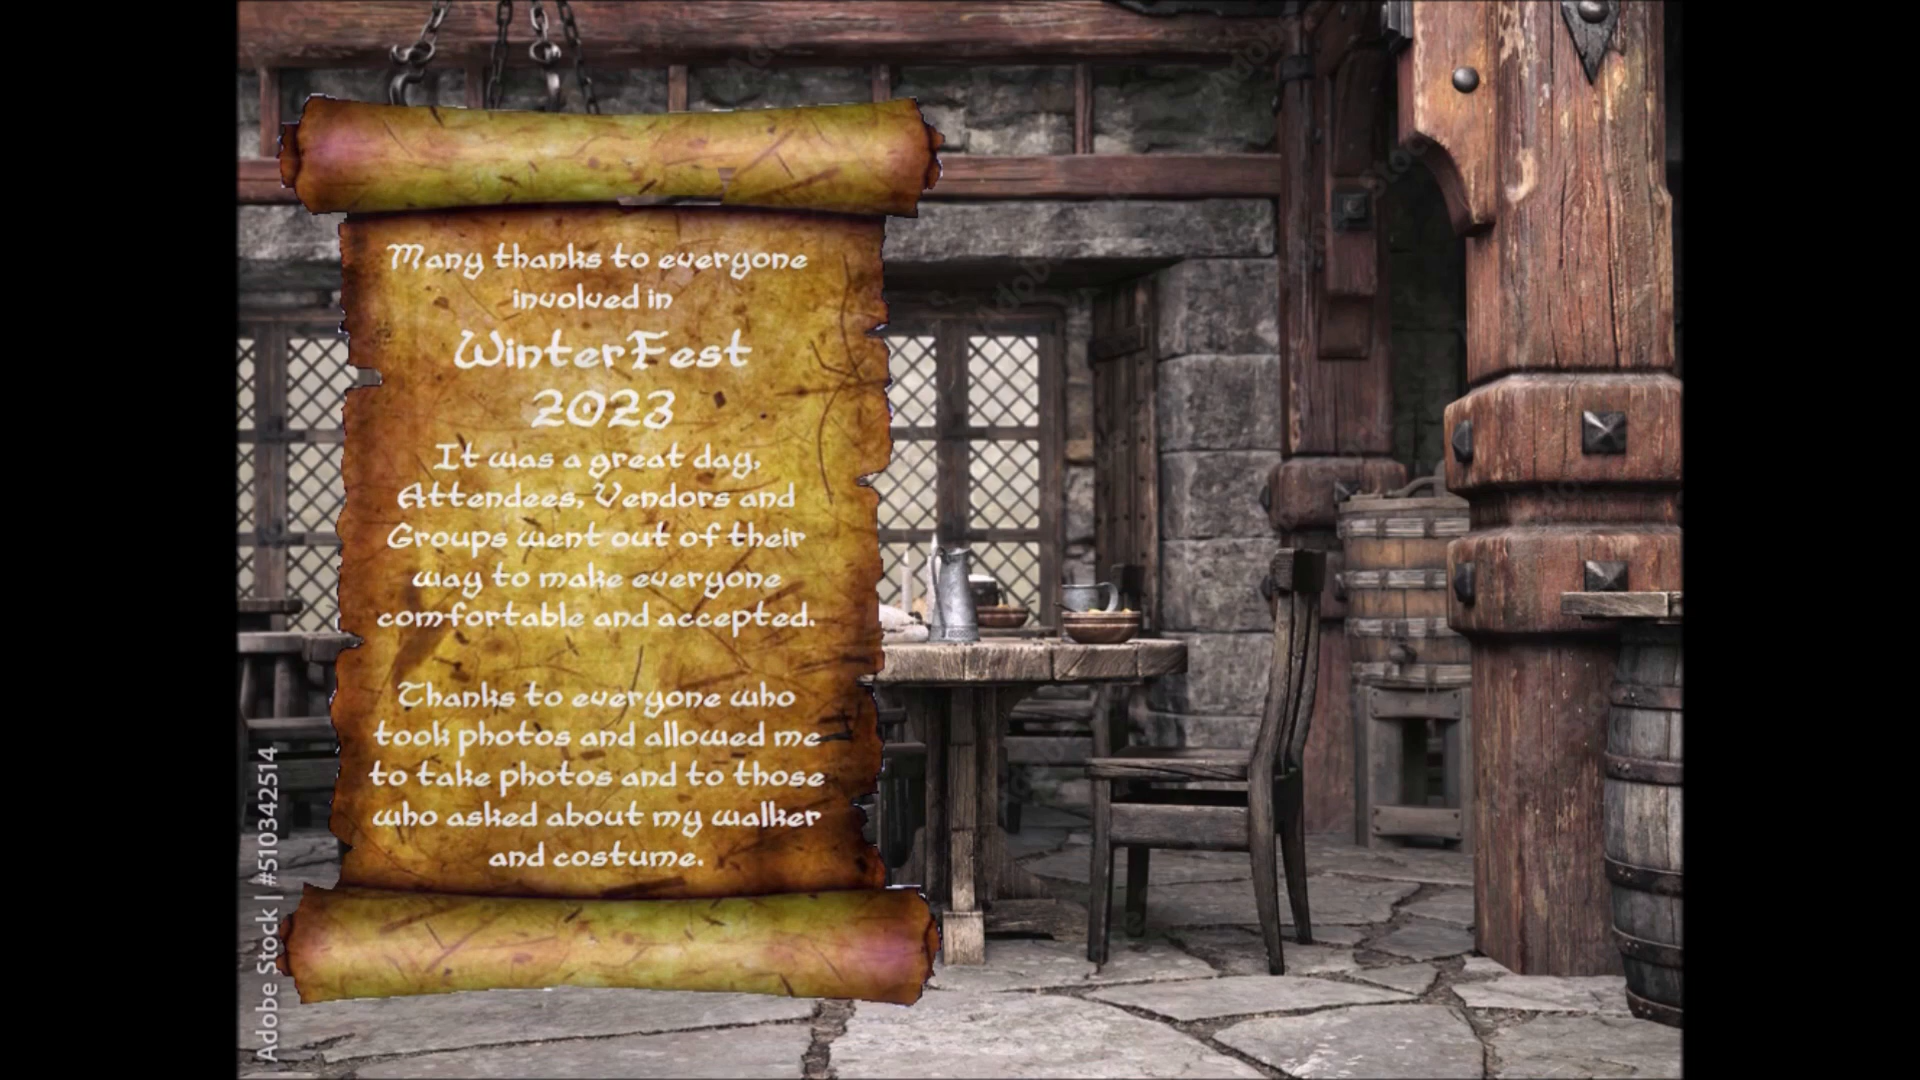 Many thanks to everyone
involved in
WinterFest
2023
It was a great day,
Attendees, Vendors and
Groups went out of their
way to make everyone
comfortable and accepted.
Thanks to everyone who
took photos and allowed me
to take photos and to those
who asked about my walker
and costume.
Adobe Stock | #510342514